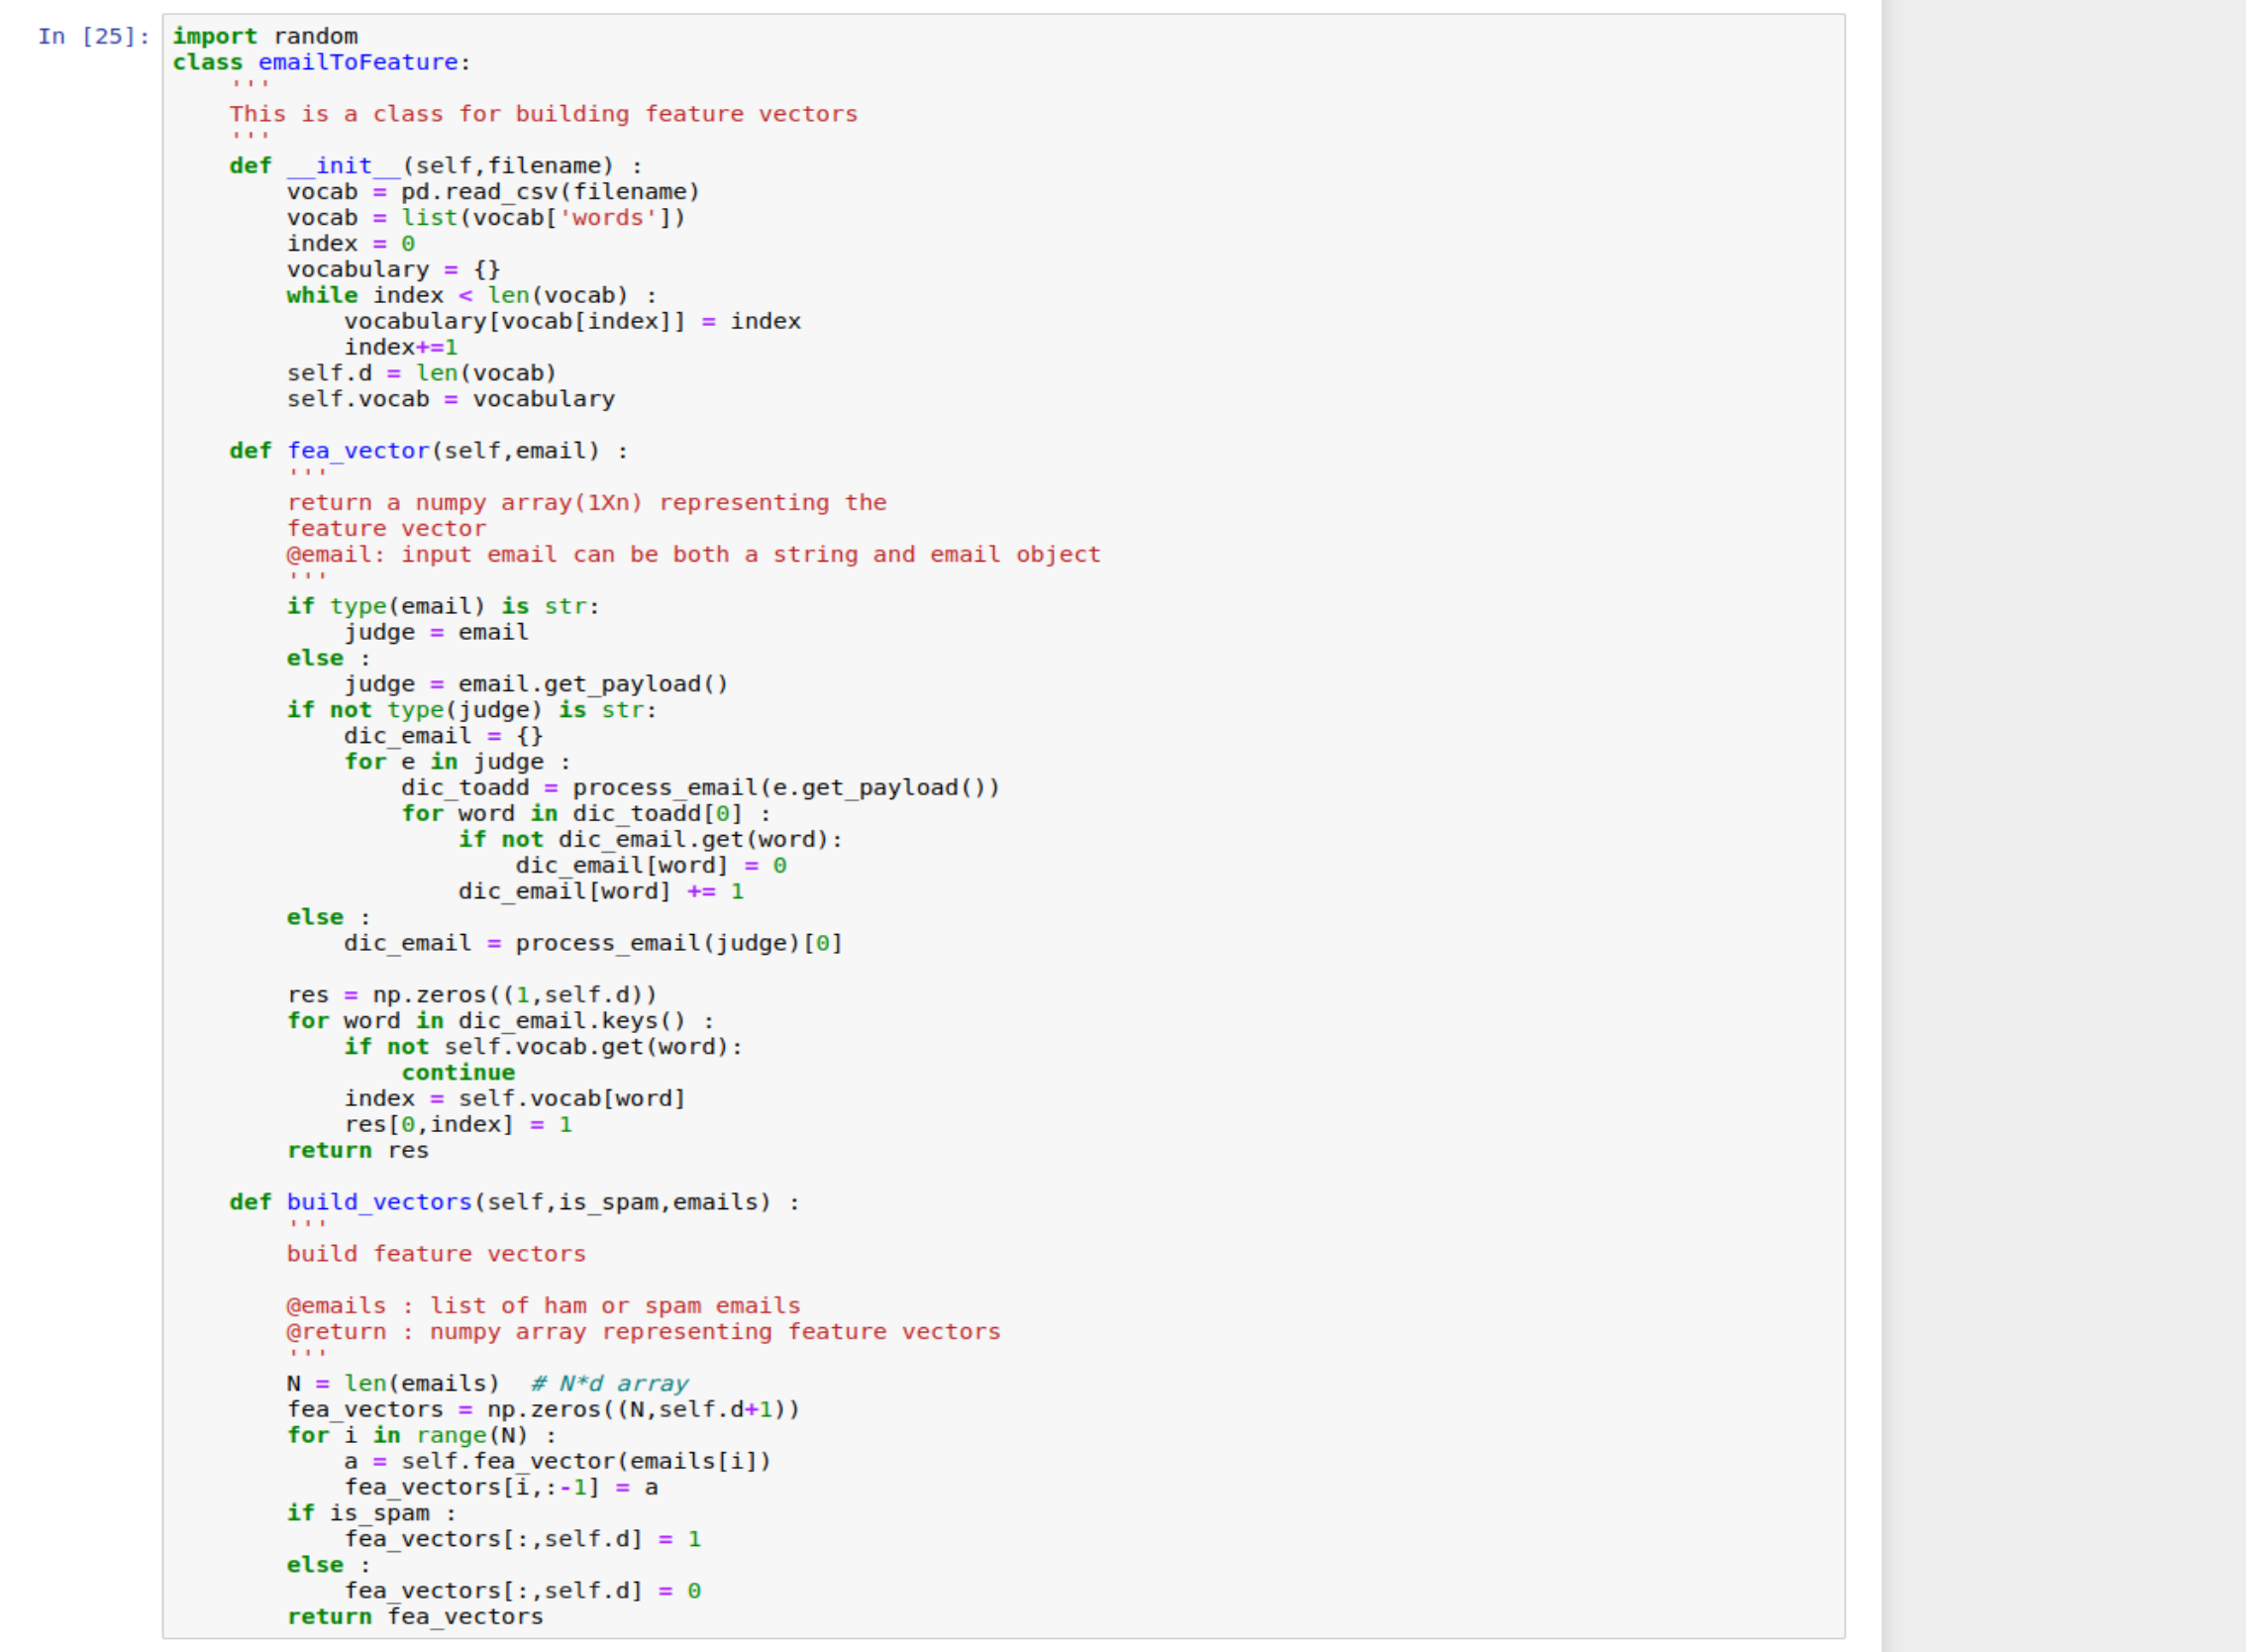 In [25]: import random
class emailToFeature:
    '''
    This is a class for building feature vectors
    '''
    def __init__(self,filename) :
        vocab = pd.read_csv(filename)
        vocab = list(vocab['words'])
        index = 0
        vocabulary = {}
        while index < len(vocab) :
            vocabulary[vocab[index]] = index
            index+=1
        self.d = len(vocab)
        self.vocab = vocabulary

    def fea_vector(self,email) :
        '''
        return a numpy array(1Xn) representing the
        feature vector
        @email: input email can be both a string and email object
        '''
        if type(email) is str:
            judge = email
        else :
            judge = email.get_payload()
        if not type(judge) is str:
            dic_email = {}
            for e in judge :
                dic_toadd = process_email(e.get_payload())
                for word in dic_toadd[0] :
                    if not dic_email.get(word):
                        dic_email[word] = 0
                    dic_email[word] += 1
        else :
            dic_email = process_email(judge)[0]

        res = np.zeros((1,self.d))
        for word in dic_email.keys() :
            if not self.vocab.get(word):
                continue
            index = self.vocab[word]
            res[0,index] = 1
        return res

    def build_vectors(self,is_spam,emails) :
        '''
        build feature vectors

        @emails : list of ham or spam emails
        @return : numpy array representing feature vectors
        '''
        N = len(emails)  # N*d array
        fea_vectors = np.zeros((N,self.d+1))
        for i in range(N) :
            a = self.fea_vector(emails[i])
            fea_vectors[i,:-1] = a
        if is_spam :
            fea_vectors[:,self.d] = 1
        else :
            fea_vectors[:,self.d] = 0
        return fea_vectors